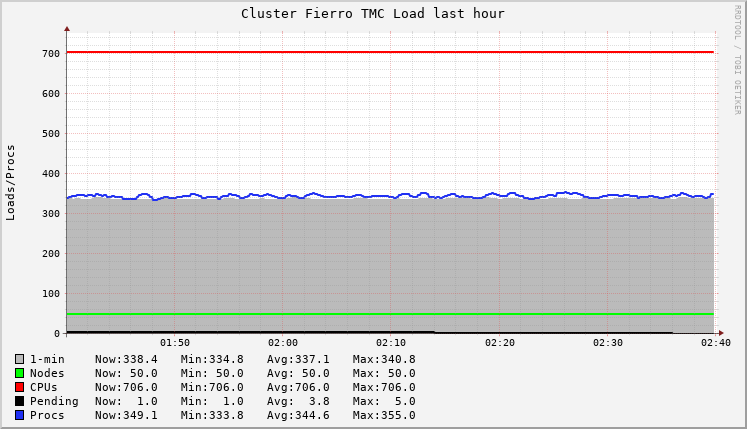 Cluster Fierro TMC Load last hour
RRDTOOL / TOBI OETIKER
Loads/Procs
700
600
500
400
300
200
100
0
01:50 02:00 02:10 02:20 02:30 02:40
1-min Now:338.4 Min:334.8 Avg:337.1 Max:340.8
Nodes Now: 50.0 Min: 50.0 Avg: 50.0 Max: 50.0
CPUs Now:706.0 Min:706.0 Avg:706.0 Max:706.0
Pending Now: 1.0 Min: 1.0 Avg: 3.8 Max: 5.0
Procs Now:349.1 Min:333.8 Avg:344.6 Max:355.0